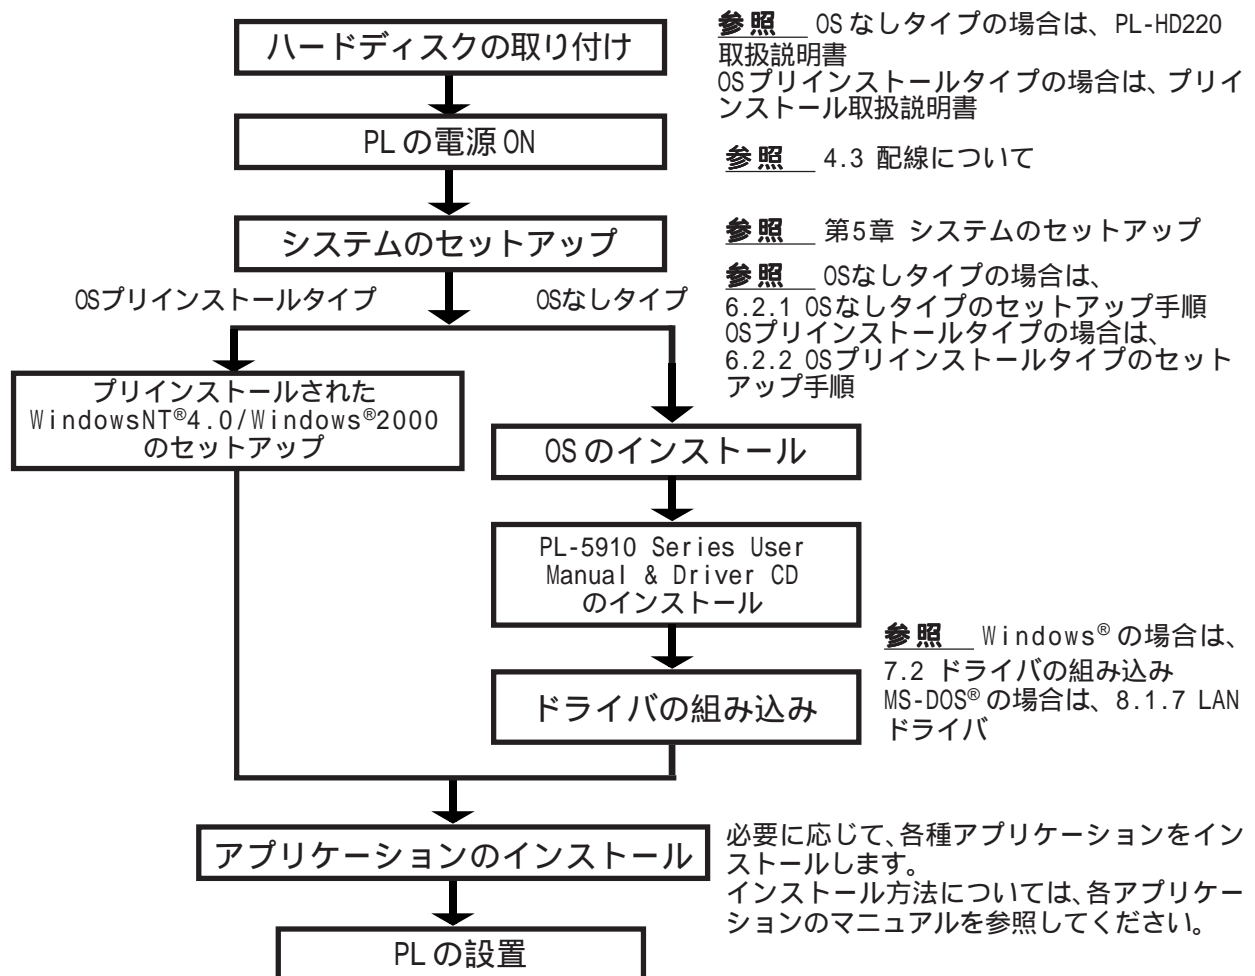 ハードディスクの取り付け
参照 OSなしタイプの場合は、PL-HD220
取扱説明書
OSプリインストールタイプの場合は、プリイ
ンストール取扱説明書
PLの電源ON
参照 4.3 配線について
システムのセットアップ
参照 第5章 システムのセットアップ
OSプリインストールタイプ
OSなしタイプ
参照 OSなしタイプの場合は、
6.2.1 OSなしタイプのセットアップ手順
OSプリインストールタイプの場合は、
6.2.2 OSプリインストールタイプのセット
アップ手順
プリインストールされた
WindowsNT®4.0/Windows®2000
のセットアップ
OSのインストール
PL-5910 Series User
Manual & Driver CD
のインストール
参照 Windows®の場合は、
7.2 ドライバの組み込み
MS-DOS®の場合は、8.1.7 LAN
ドライバ
ドライバの組み込み
アプリケーションのインストール
必要に応じて、各種アプリケーションをイン
ストールします。
インストール方法については、各アプリケー
ションのマニュアルを参照してください。
PLの設置